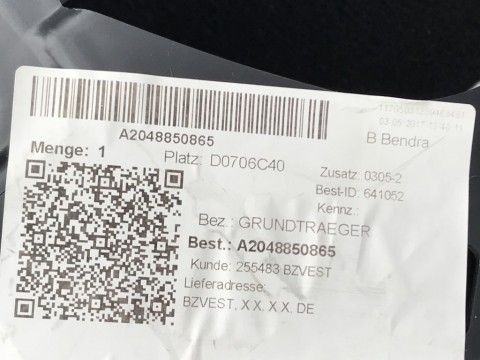 A2048850865
B Bendra
Menge: 1
Platz: D0706C40
Zusatz: 0305-2
Best-ID: 641052
Kennz.:
Bez.: GRUNDTRAEGER
Best.: A2048850865
Kunde: 255483 BZVEST
Lieferadresse:
BZVEST, X X. X X. DE